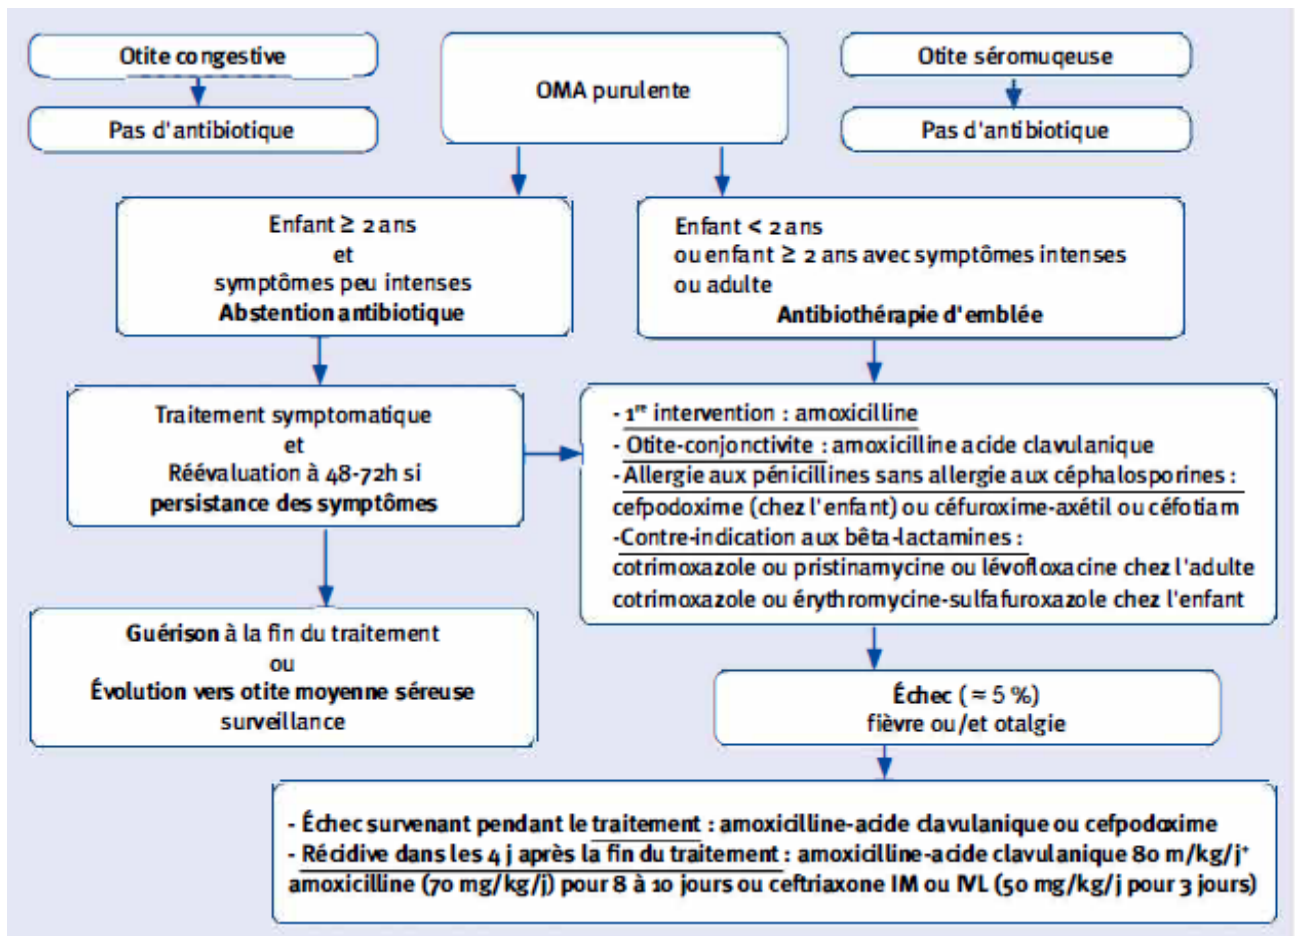 Otite congestive
Pas d'antibiotique
OMA purulente
Otite séromuqeuse
Pas d'antibiotique
Enfant ≥ 2 ans
et
symptômes peu intenses
Abstention antibiotique
Enfant < 2 ans
ou enfant ≥ 2 ans avec symptômes intenses
ou adulte
Antibiothérapie d'emblée
Traitement symptomatique
et
Réévaluation à 48-72h si
persistance des symptômes
- 1re intervention : amoxicilline
- Otite-conjonctivite : amoxicilline acide clavulanique
-Allergie aux pénicillines sans allergie aux céphalosporines :
cefpodoxime (chez l'enfant) ou céfuroxime-axétil ou céfotiam
-Contre-indication aux bêta-lactamines :
cotrimoxazole ou pristinamycine ou lévofloxacine chez l'adulte
cotrimoxazole ou érythromycine-sulfafuroxazole chez l'enfant
Guérison à la fin du traitement
ou
Évolution vers otite moyenne séreuse
surveillance
Échec (≈ 5 %)
fièvre ou/et otalgie
- Échec survenant pendant le traitement : amoxicilline-acide clavulanique ou cefpodoxime
- Récidive dans les 4 j après la fin du traitement : amoxicilline-acide clavulanique 80 m/kg/j+
amoxicilline (70 mg/kg/j) pour 8 à 10 jours ou ceftriaxone IM ou IVL (50 mg/kg/j pour 3 jours)